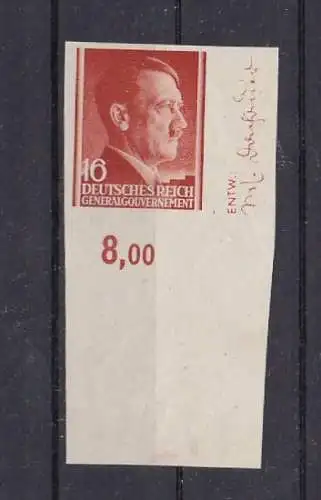 16
DEUTSCHES REICH
GENERALGOUVERNEMENT
8,00
ENTW.: